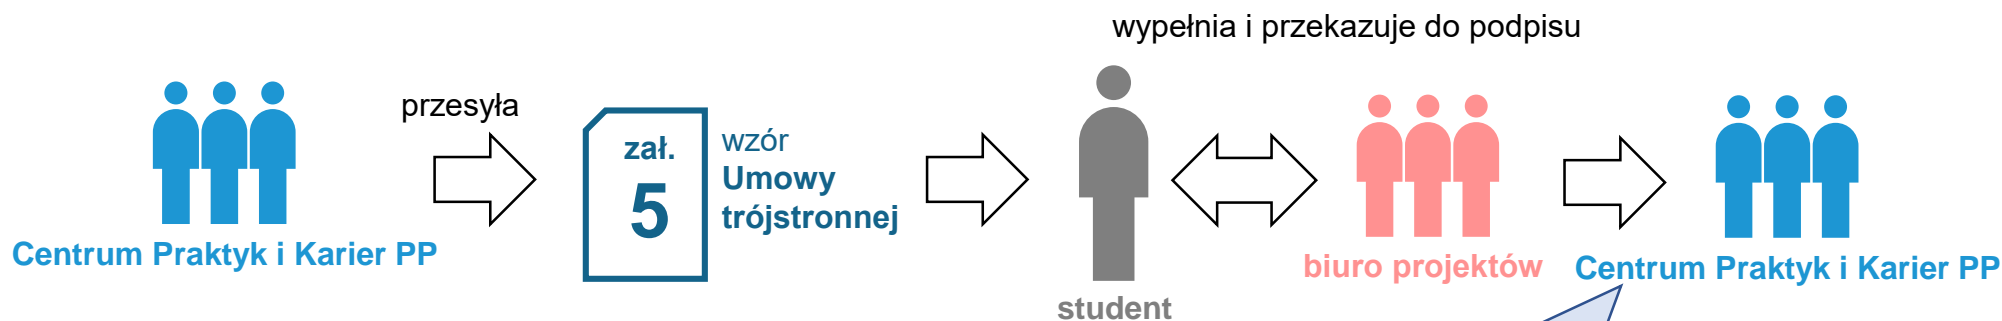 wypełnia i przekazuje do podpisu
przesyła
zał.
5
wzór
Umowy
trójstronnej
Centrum Praktyk i Karier PP
student
biuro projektów
Centrum Praktyk i Karier PP